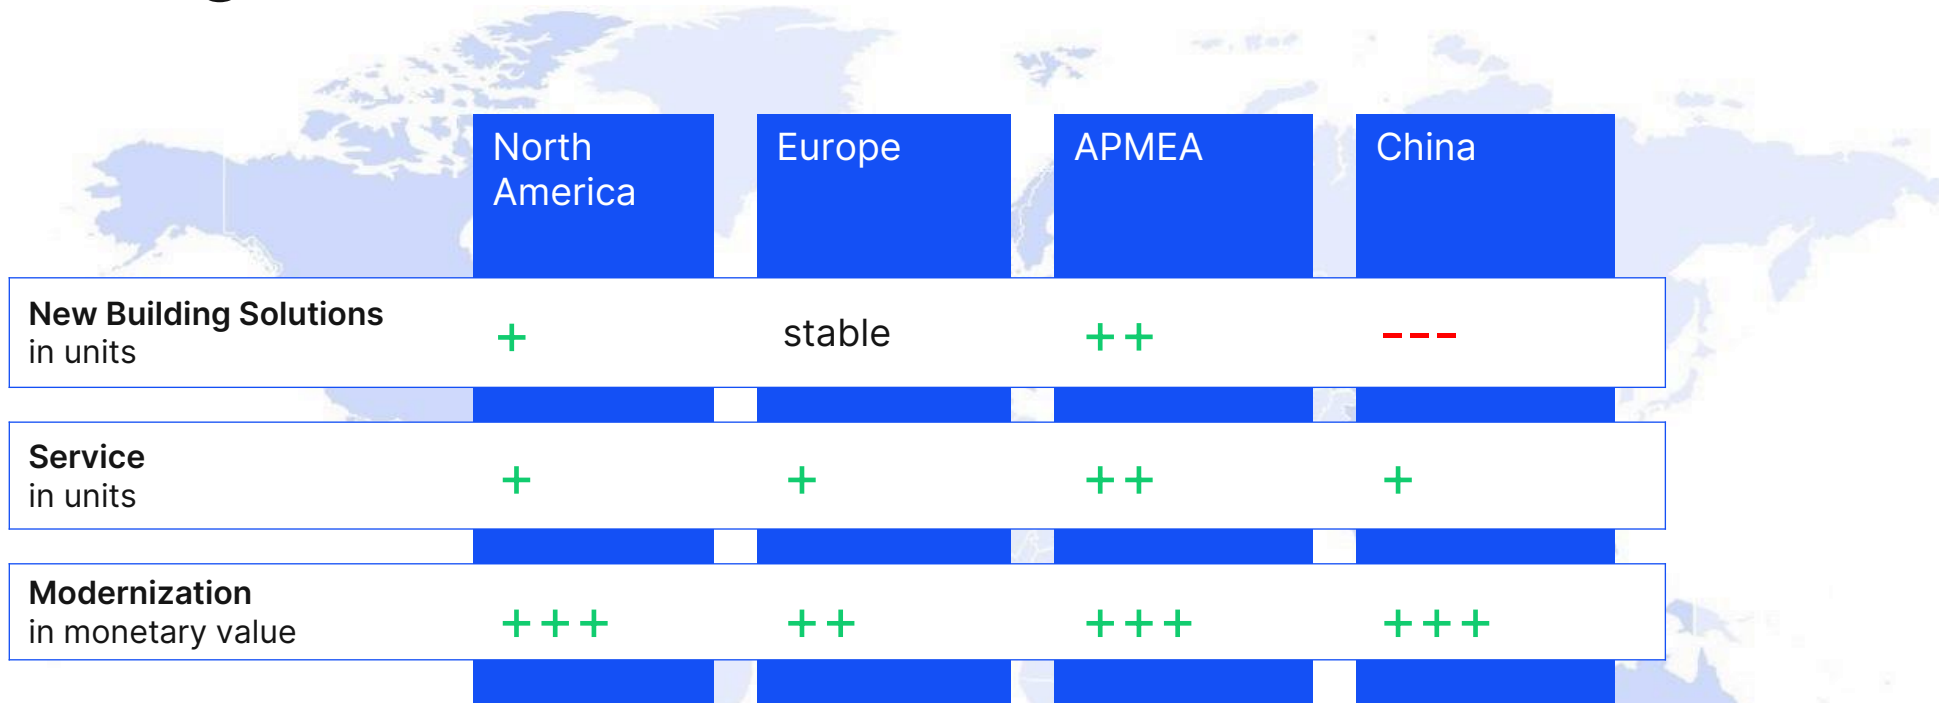 North
America
Europe
APMEA
China
New Building Solutions
in units
+
stable
++
---
Service
in units
+
+
++
+
Modernization
in monetary value
+++
++
+++
+++